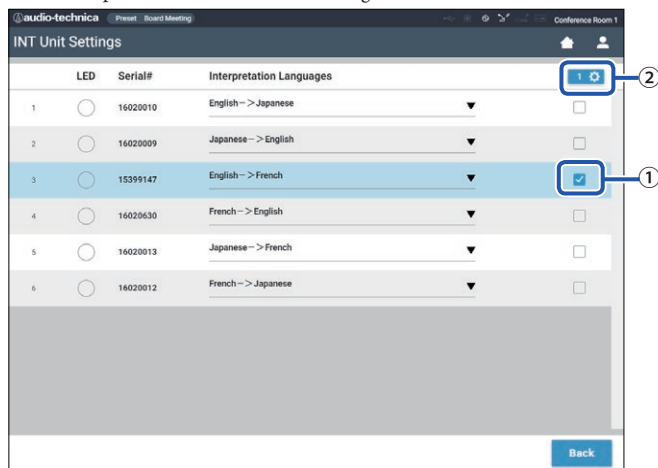 audio-technica Preset Board Meeting Conference Room 1
INT Unit Settings
LED Serial# Interpretation Languages 1
②
1 16020010 English－＞Japanese
2 16020009 Japanese－＞English
3 15399147 English－＞French
①
4 16020630 French－＞English
5 16020013 Japanese－＞French
6 16020012 French－＞Japanese
Back